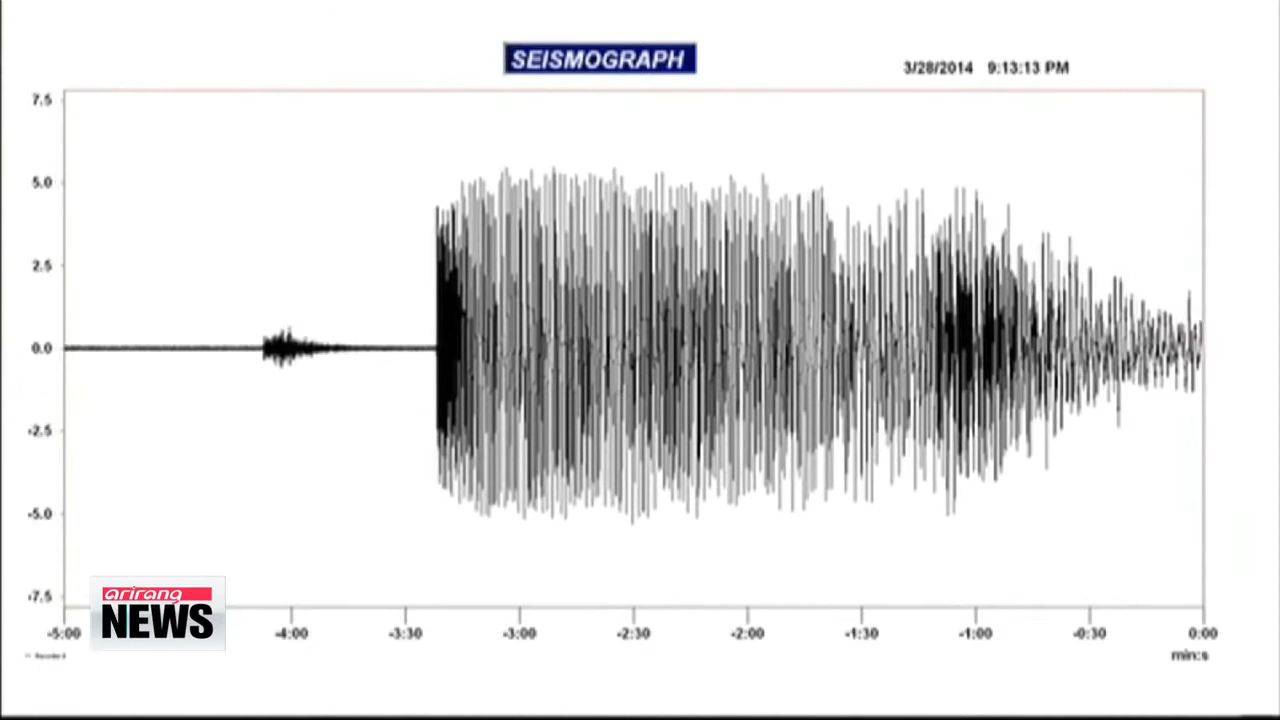 SEISMOGRAPH
3/28/2014 9:13:13 PM
7.5
5.0
2.5
0.0
-2.5
-5.0
-7.5
arirang
NEWS
-5:00 -4:00 -3:30 -3:00 -2:30 -2:00 -1:30 -1:00 -0:30 0:00
min:s